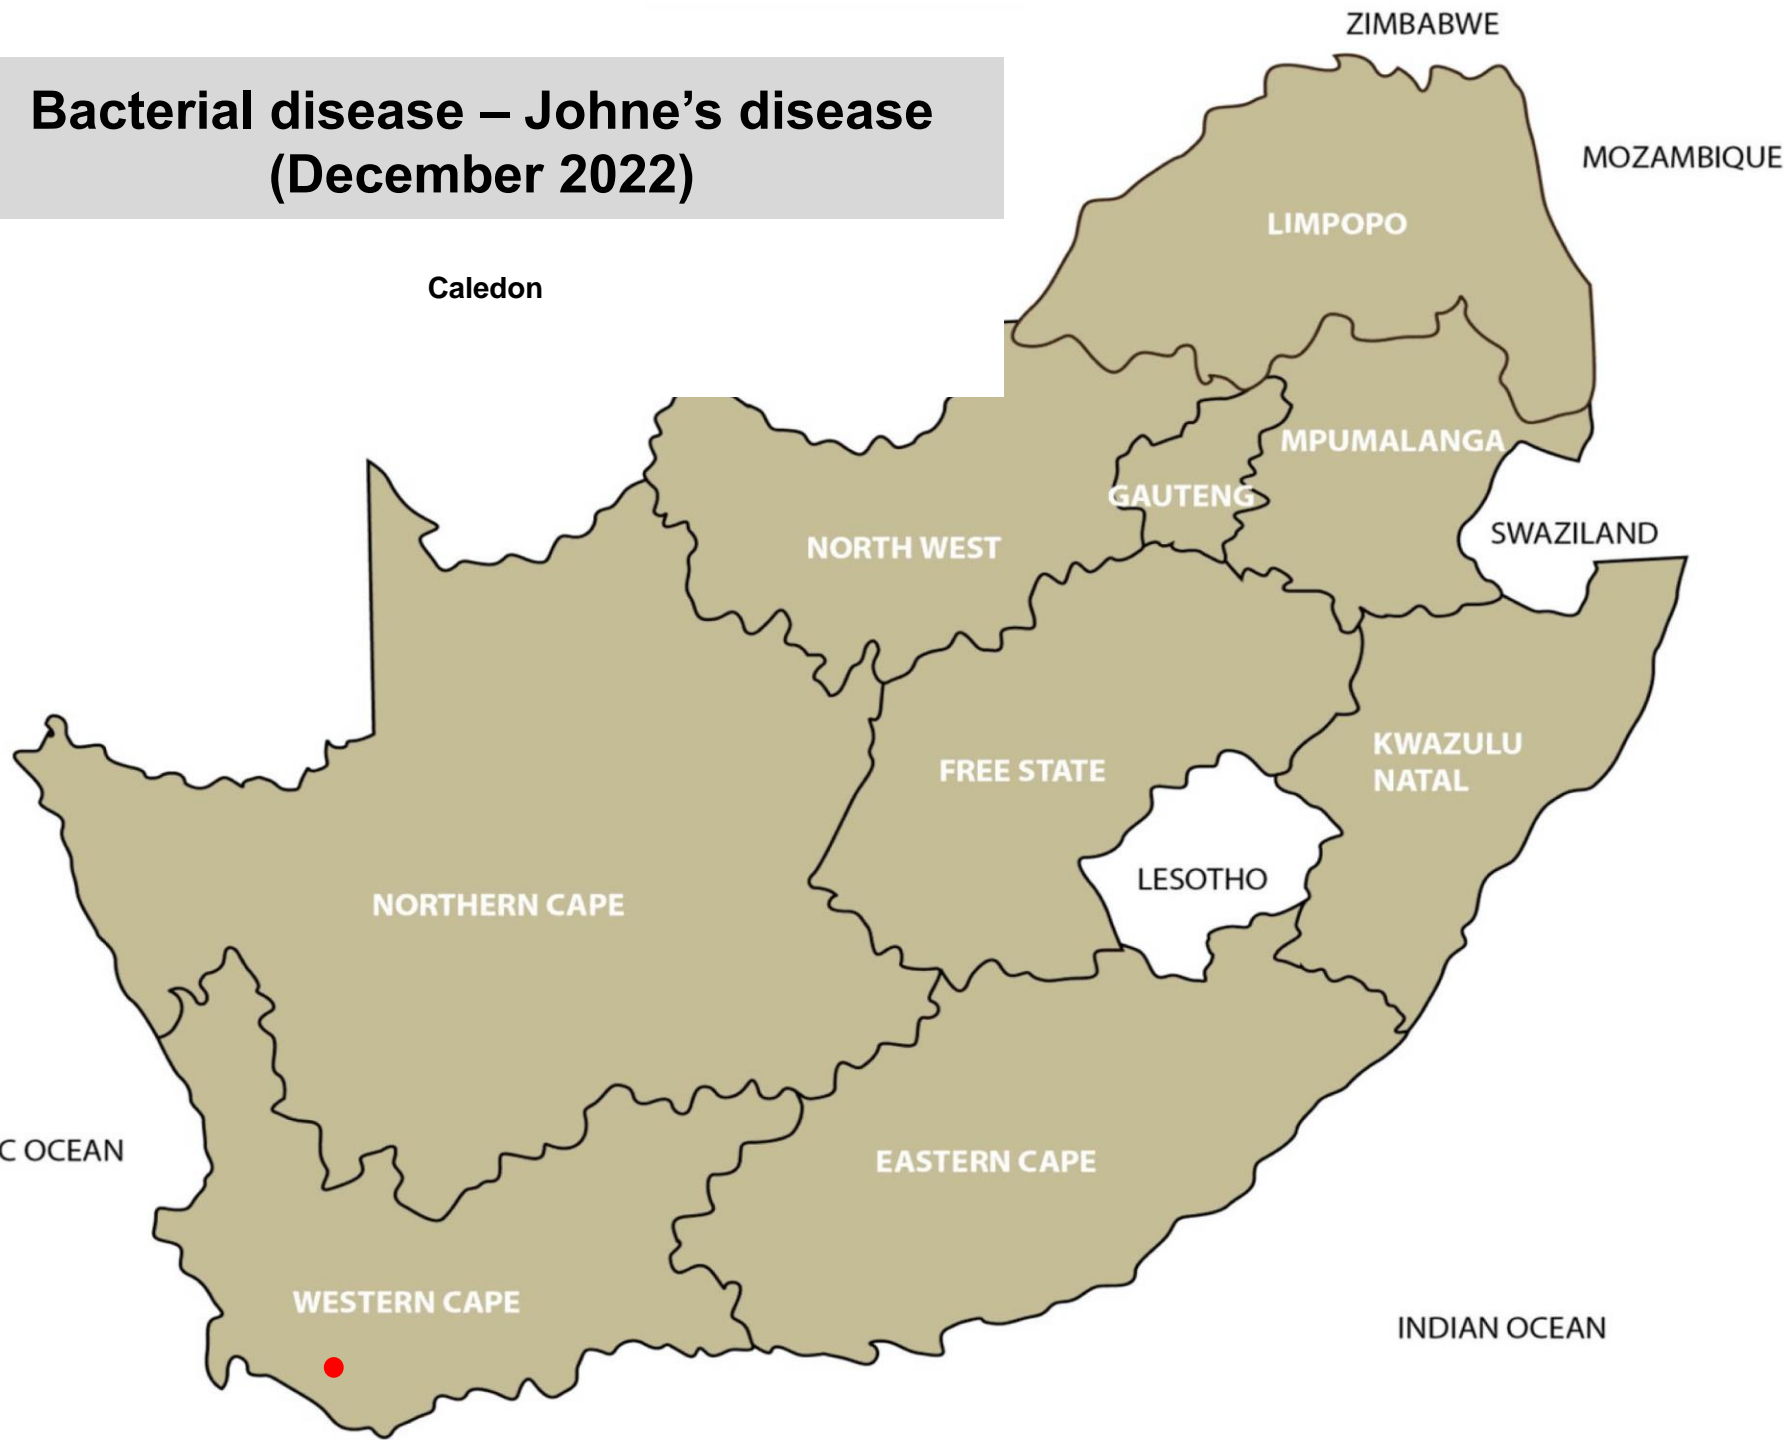 ZIMBABWE
Bacterial disease – Johne’s disease
(December 2022)
MOZAMBIQUE
LIMPOPO
Caledon
MPUMALANGA
GAUTENG
SWAZILAND
NORTH WEST
KWAZULU
NATAL
FREE STATE
LESOTHO
NORTHERN CAPE
C OCEAN
EASTERN CAPE
WESTERN CAPE
INDIAN OCEAN